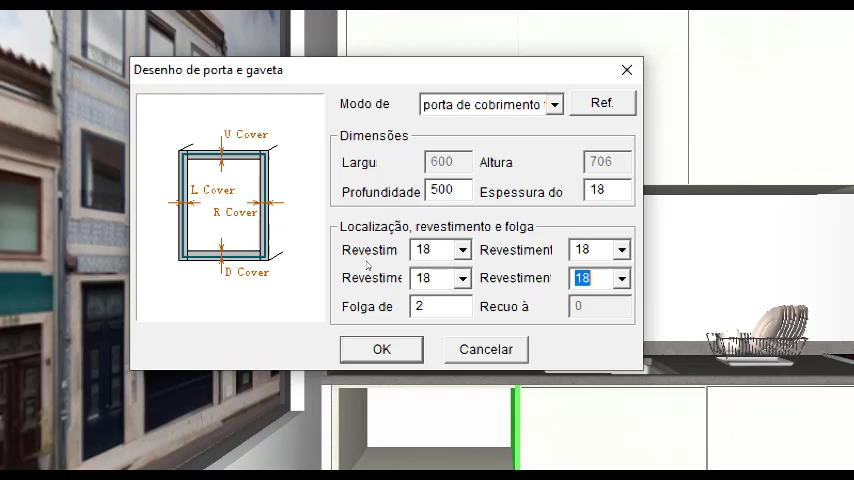 Desenho de porta e gaveta
Modo de porta de cobrimento Ref.
U Cover
L Cover
R Cover
D Cover
Dimensões
Largu 600 Altura 706
Profundidade 500 Espessura do 18
Localização, revestimento e folga
Revestim 18 Revestiment 18
Revestime 18 Revestiment 18
Folga de 2 Recuo à 0
OK Cancelar